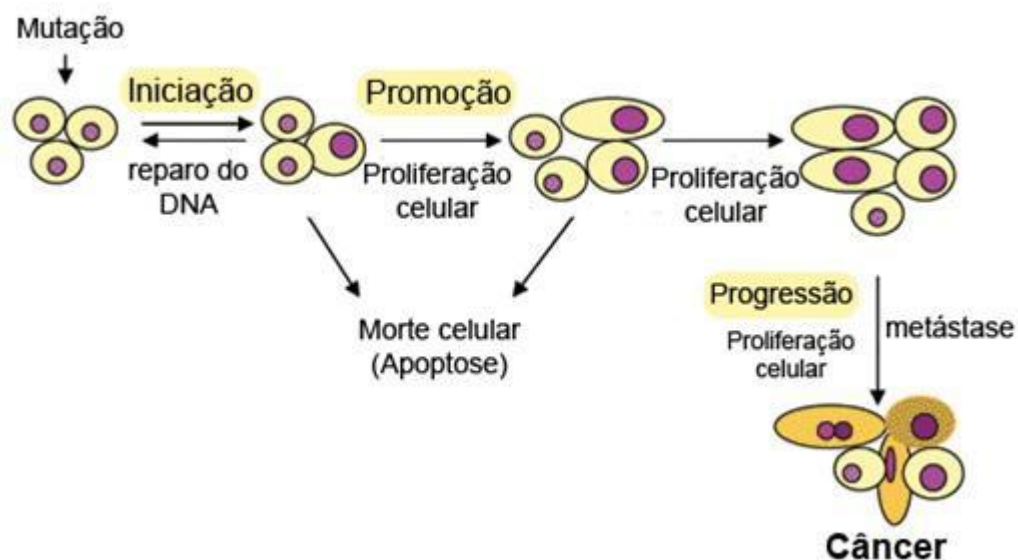 Mutação
Iniciação
reparo do
DNA
Promoção
Proliferação
celular
Proliferação
celular
Morte celular
(Apoptose)
Progressão
Proliferação
celular
metástase
Câncer